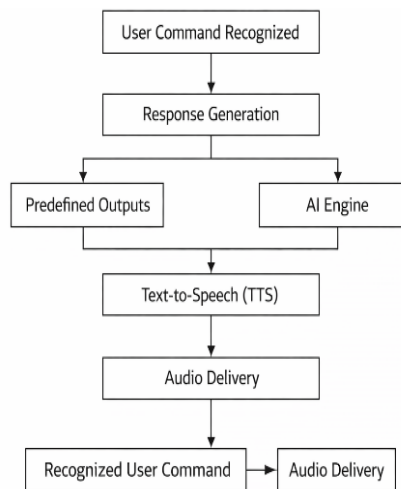 User Command Recognized
Response Generation
Predefined Outputs
AI Engine
Text-to-Speech (TTS)
Audio Delivery
Recognized User Command
Audio Delivery